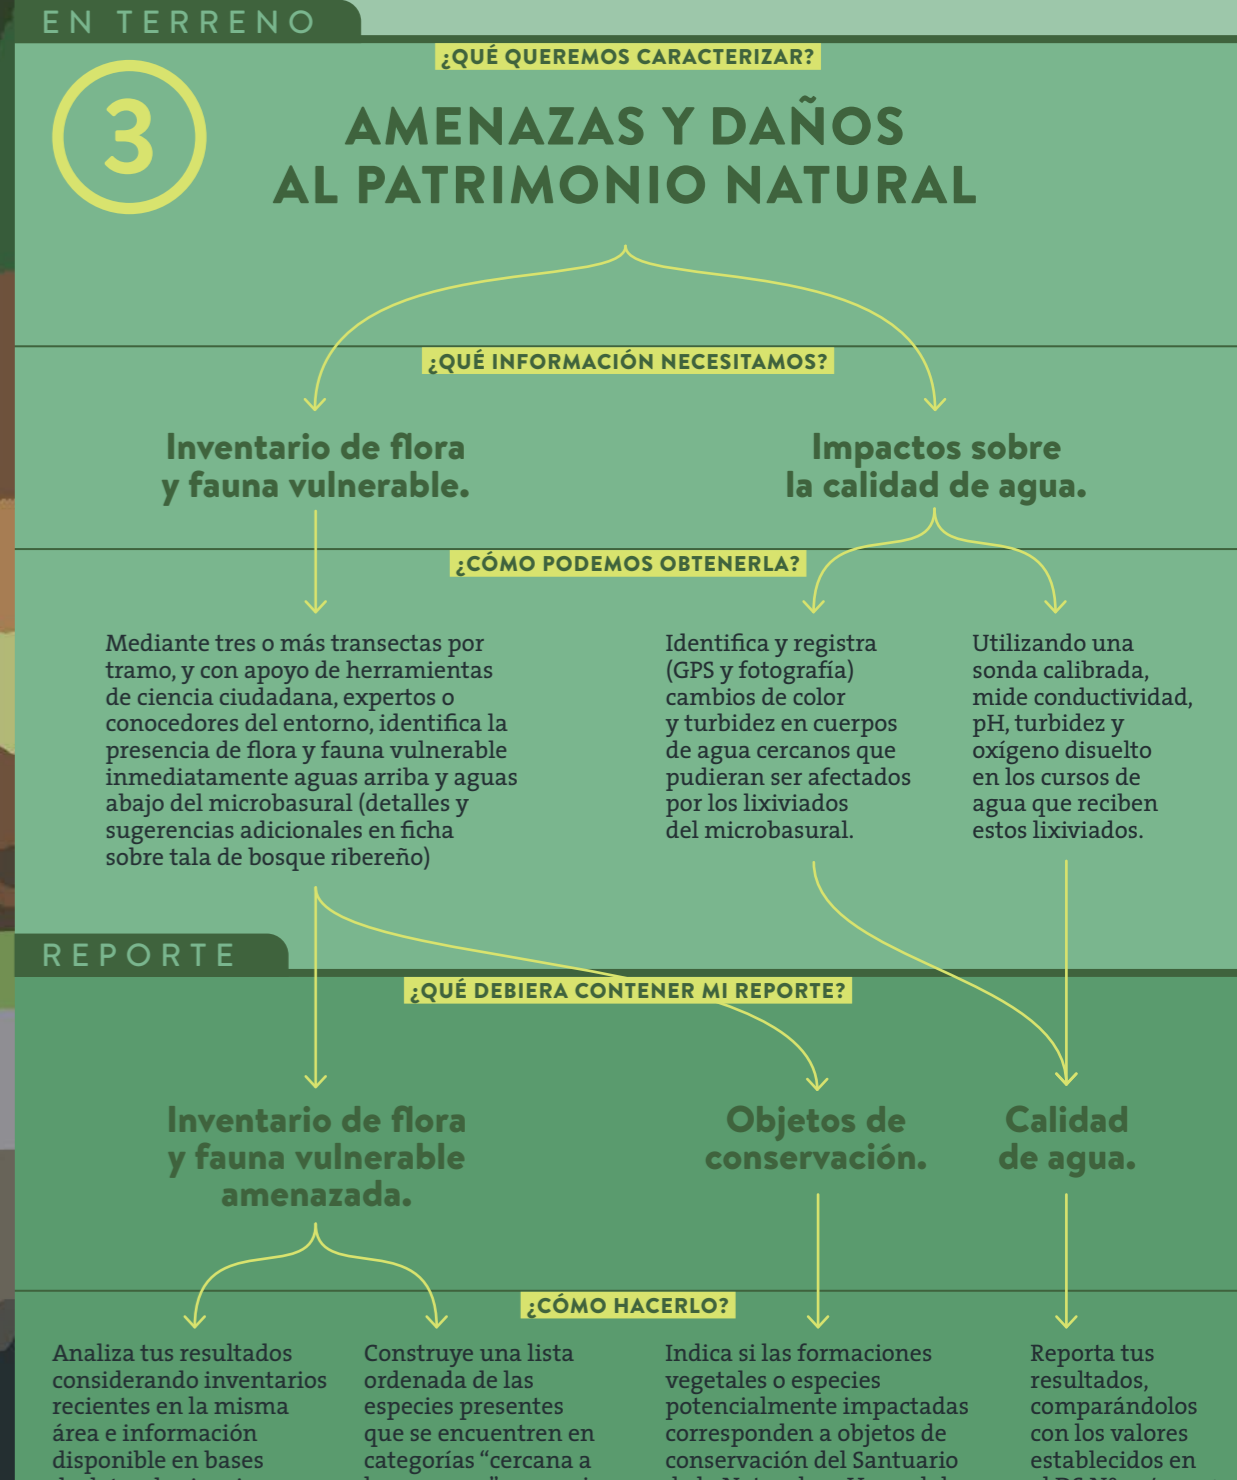 EN TERRENO
¿QUÉ QUEREMOS CARACTERIZAR?
3
AMENAZAS Y DAÑOS
AL PATRIMONIO NATURAL
¿QUÉ INFORMACIÓN NECESITAMOS?
Inventario de flora
y fauna vulnerable.
Impactos sobre
la calidad de agua.
¿CÓMO PODEMOS OBTENERLA?
Mediante tres o más transectas por
tramo, y con apoyo de herramientas
de ciencia ciudadana, expertos o
conocedores del entorno, identifica la
presencia de flora y fauna vulnerable
inmediatamente aguas arriba y aguas
abajo del microbasural (detalles y
sugerencias adicionales en ficha
sobre tala de bosque ribereño)
Identifica y registra
(GPS y fotografía)
cambios de color
y turbidez en cuerpos
de agua cercanos que
pudieran ser afectados
por los lixiviados
del microbasural.
Utilizando una
sonda calibrada,
mide conductividad,
pH, turbidez y
oxígeno disuelto
en los cursos de
agua que reciben
estos lixiviados.
REPORTE
¿QUÉ DEBIERA CONTENER MI REPORTE?
Inventario de flora
y fauna vulnerable
amenazada.
Objetos de
conservación.
Calidad
de agua.
¿CÓMO HACERLO?
Analiza tus resultados
considerando inventarios
recientes en la misma
área e información
disponible en bases
Construye una lista
ordenada de las
especies presentes
que se encuentren en
categorías “cercana a
Indica si las formaciones
vegetales o especies
potencialmente impactadas
corresponden a objetos de
conservación del Santuario
Reporta tus
resultados,
comparándolos
con los valores
establecidos en